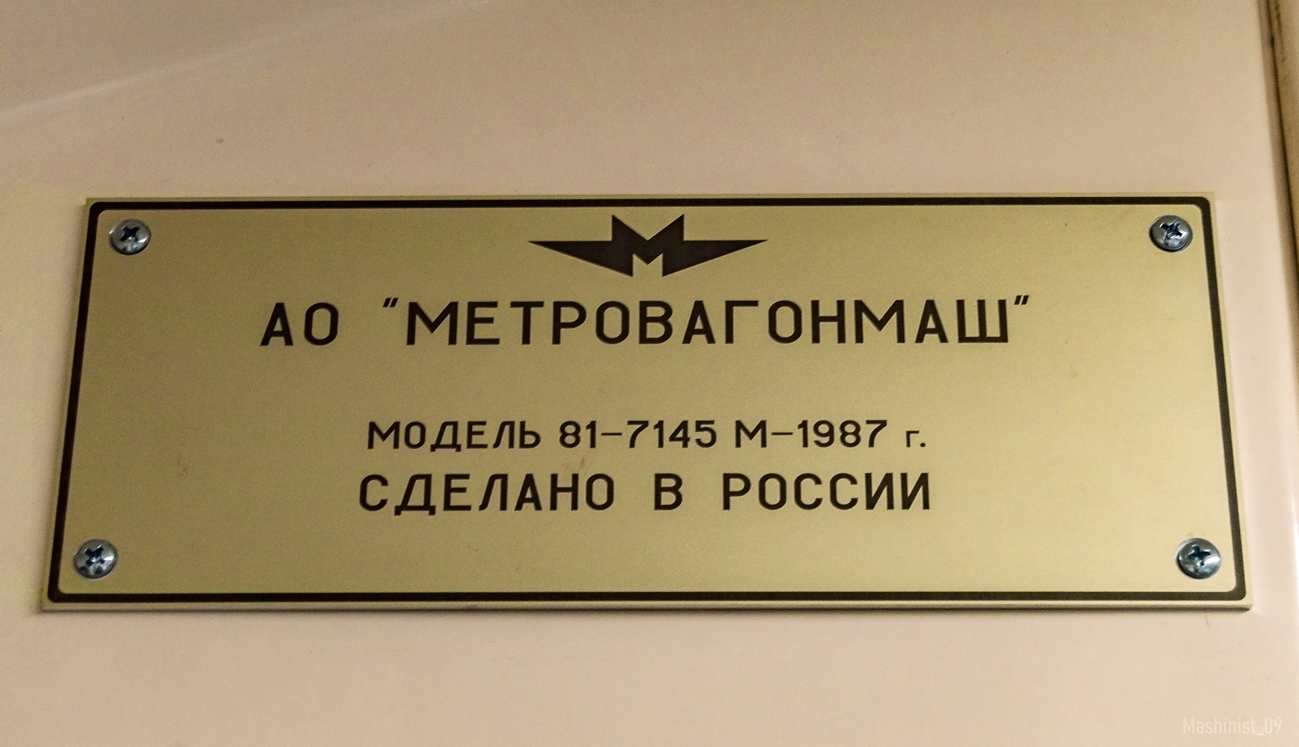 АО "МЕТРОВАГОНМАШ"
МОДЕЛЬ 81-7145 М-1987 г.
СДЕЛАНО В РОССИИ
Mashinist_09